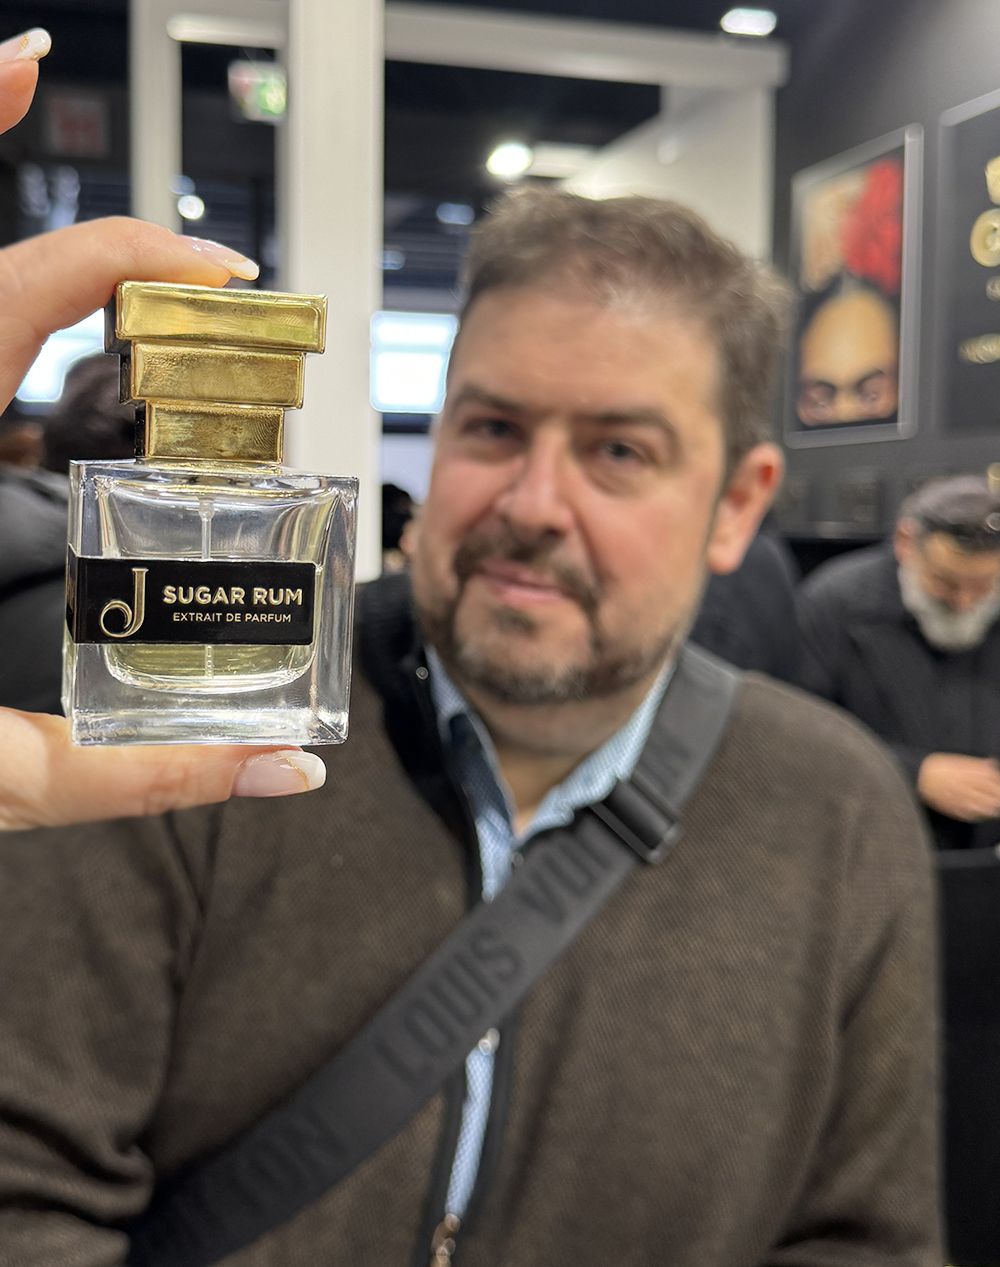 J
SUGAR RUM
EXTRAIT DE PARFUM
LOUIS VUI